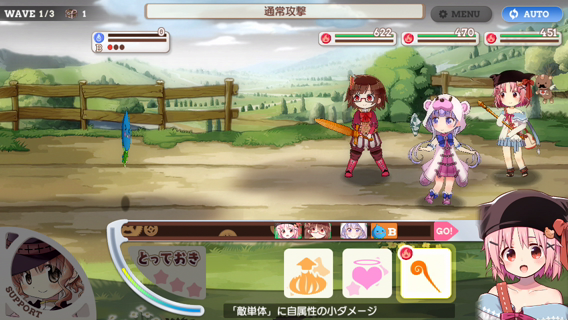 WAVE 1/3
1
通常攻撃
MENU
AUTO
0
B
622
470
451
B
GO!
とっておき
SUPPORT
「敵単体」に自属性の小ダメージ